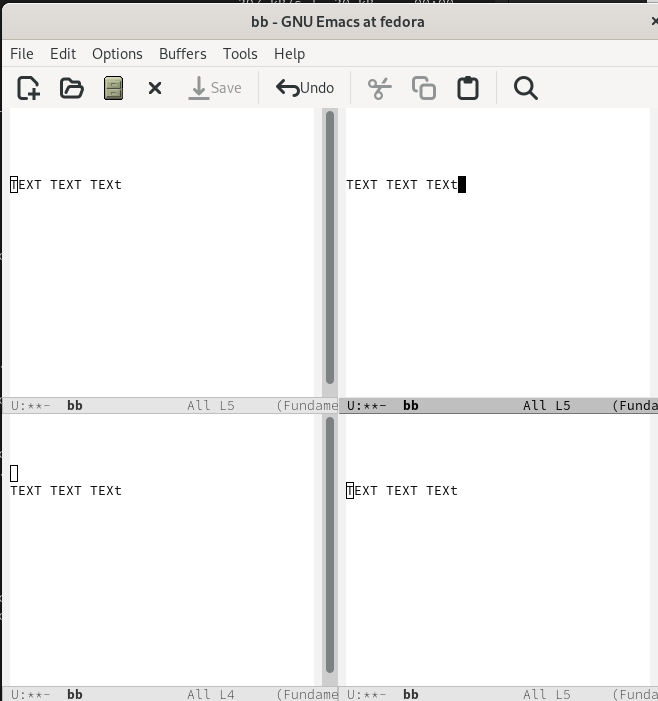 bb - GNU Emacs at fedora
File Edit Options Buffers Tools Help
Save Undo
TEXT TEXT TEXt
TEXT TEXT TEXt
U:**- bb All L5 (Fundame
U:**- bb All L5 (Funda
TEXT TEXT TEXt
TEXT TEXT TEXt
U:**- bb All L4 (Fundame
U:**- bb All L5 (Funda